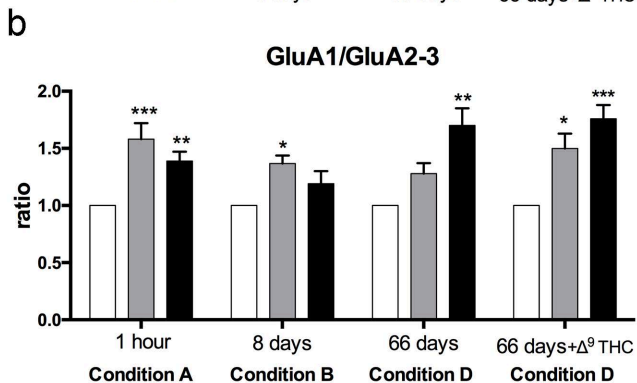 b
GluA1/GluA2-3
ratio
2.0
1.5
1.0
0.5
0.0
***
**
*
**
*
***
1 hour 8 days 66 days 66 days+Δ⁹ THC
Condition A Condition B Condition D Condition D